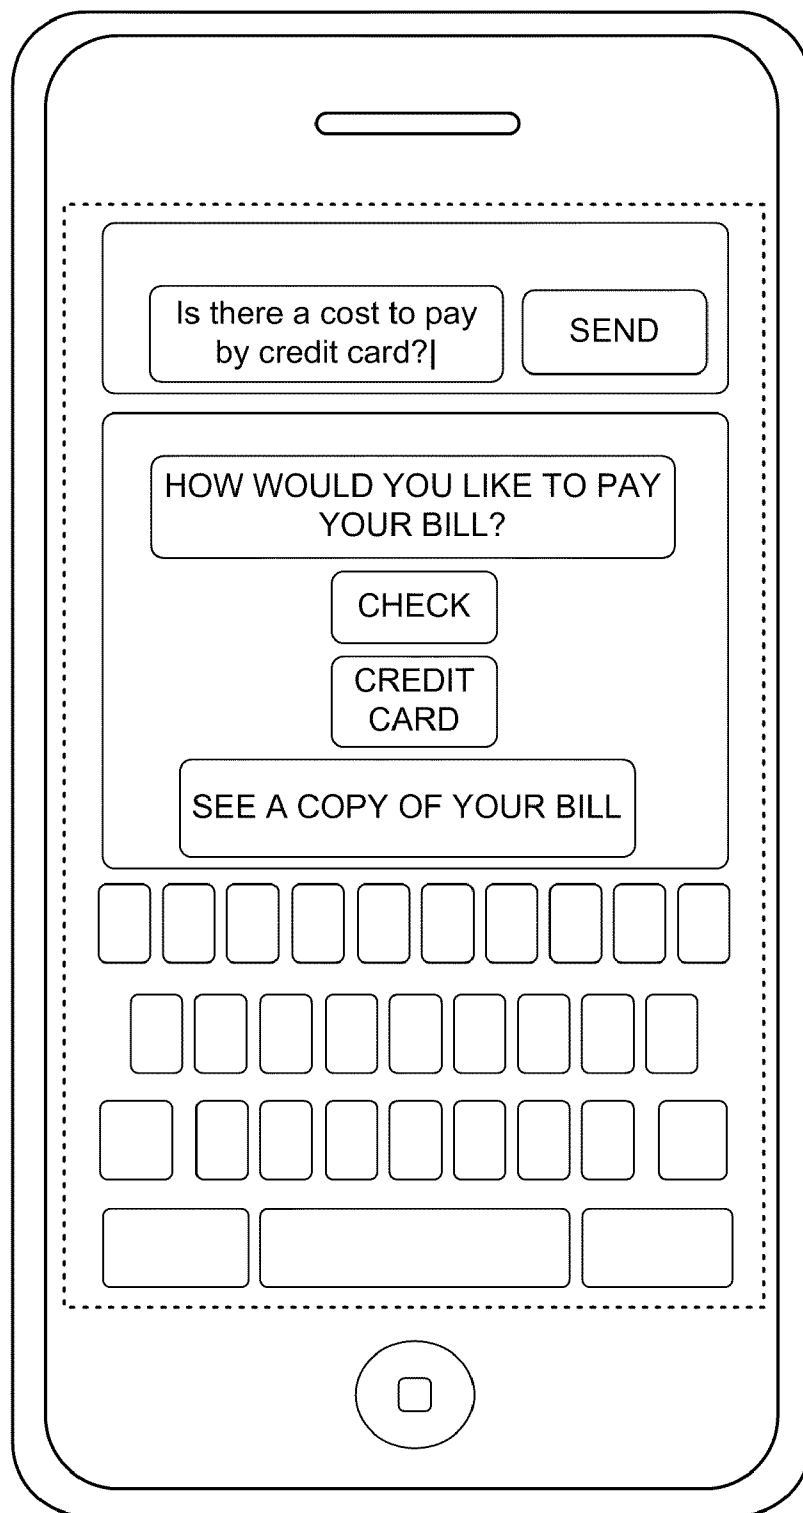 Is there a cost to pay
by credit card?|
SEND
HOW WOULD YOU LIKE TO PAY
YOUR BILL?
CHECK
CREDIT
CARD
SEE A COPY OF YOUR BILL